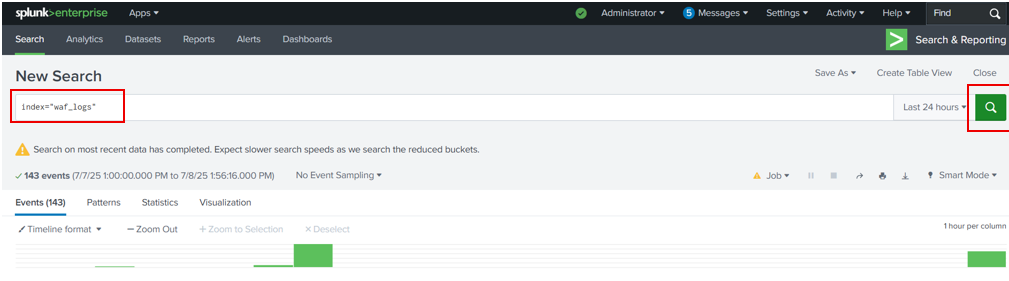 splunk>enterprise Apps Administrator 5 Messages Settings Activity Help Find
Search Analytics Datasets Reports Alerts Dashboards > Search & Reporting
New Search Save As Create Table View Close
index="waf_logs" Last 24 hours
Search on most recent data has completed. Expect slower search speeds as we search the reduced buckets.
143 events (7/7/25 1:00:00.000 PM to 7/8/25 1:56:16.000 PM) No Event Sampling Job Smart Mode
Events (143) Patterns Statistics Visualization
Timeline format — Zoom Out + Zoom to Selection × Deselect 1 hour per column